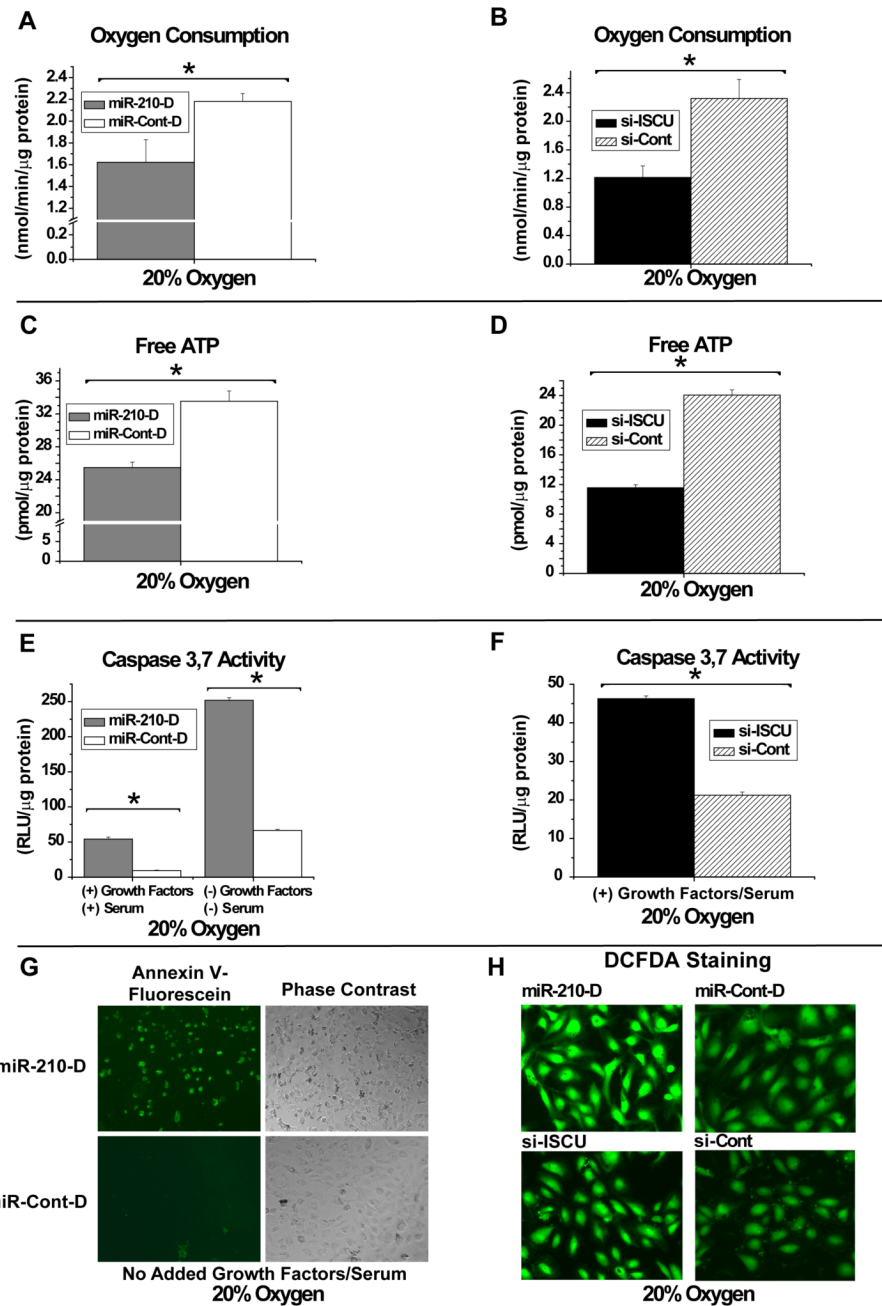 A
Oxygen Consumption
*
(nmol/min/µg protein)
2.4
2.2
2.0
1.8
1.6
1.4
1.2
0.2
0.0
miR-210-D
miR-Cont-D
20% Oxygen
B
Oxygen Consumption
*
(nmol/min/µg protein)
2.8
2.4
2.0
1.6
1.2
0.8
0.4
0.0
si-ISCU
si-Cont
20% Oxygen
C
Free ATP
*
(pmol/µg protein)
36
32
28
24
20
5
0
miR-210-D
miR-Cont-D
20% Oxygen
D
Free ATP
*
(pmol/µg protein)
24
20
16
12
8
4
0
si-ISCU
si-Cont
20% Oxygen
E
Caspase 3,7 Activity
*
*
(RLU/µg protein)
250
200
150
100
50
0
miR-210-D
miR-Cont-D
(+) Growth Factors
(+) Serum
(-) Growth Factors
(-) Serum
20% Oxygen
F
Caspase 3,7 Activity
*
(RLU/µg protein)
50
40
30
20
10
0
si-ISCU
si-Cont
(+) Growth Factors/Serum
20% Oxygen
G
Annexin V-
Fluorescein
Phase Contrast
miR-210-D
miR-Cont-D
No Added Growth Factors/Serum
20% Oxygen
H
DCFDA Staining
miR-210-D
miR-Cont-D
si-ISCU
si-Cont
20% Oxygen